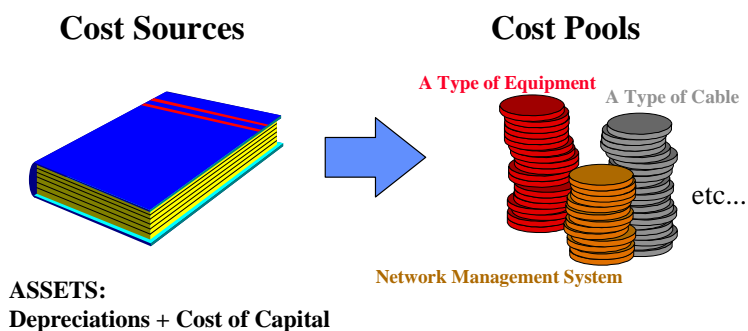 Cost Sources
Cost Pools
A Type of Equipment
A Type of Cable
etc...
Network Management System
ASSETS:
Depreciations + Cost of Capital